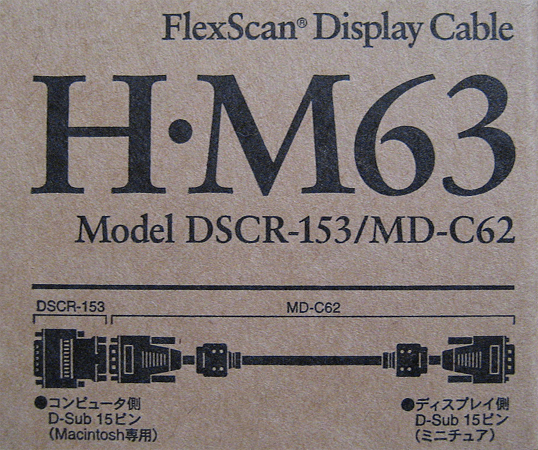 FlexScan® Display Cable
H·M63
Model DSCR-153/MD-C62
DSCR-153 MD-C62
●コンピュータ側 ●ディスプレイ側
D-Sub 15ピン D-Sub 15ピン
(Macintosh専用) (ミニチュア)